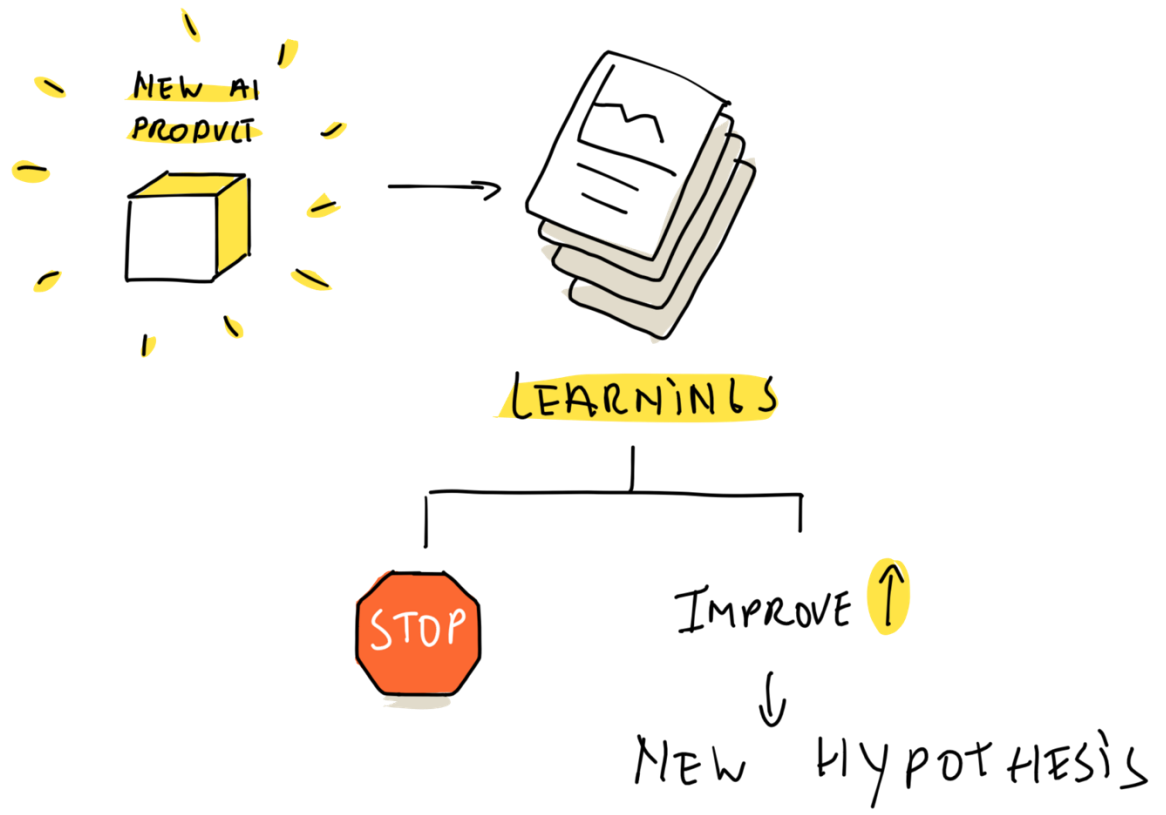 NEW AI
PRODUCT
LEARNINGS
STOP
IMPROVE ↑
NEW HYPOTHESIS